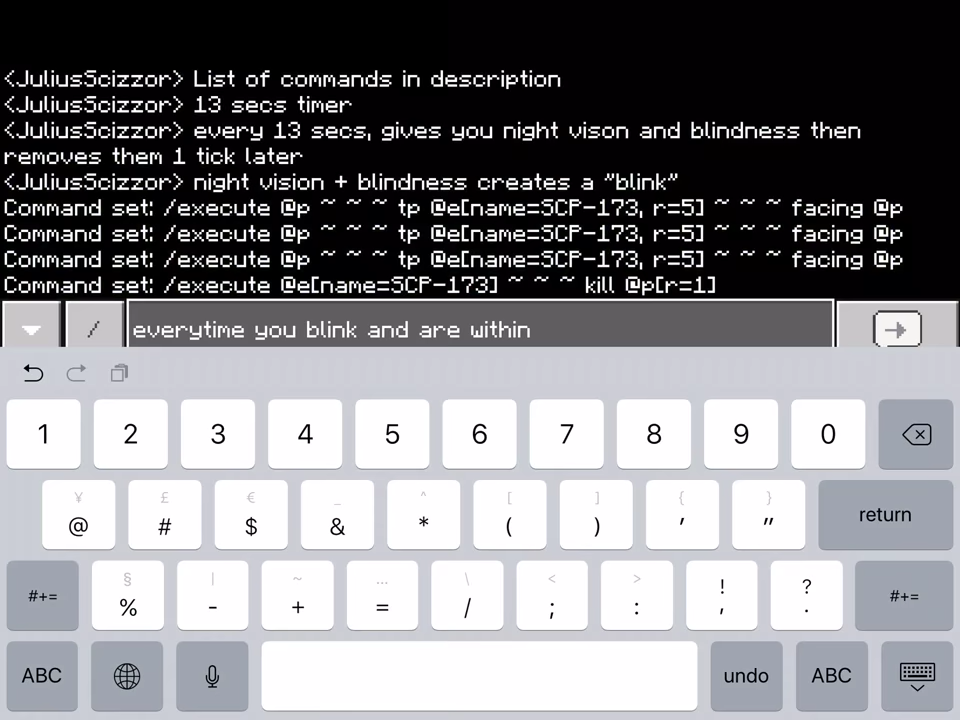 <JuliusScizzor> List of commands in description
<JuliusScizzor> 13 secs timer
<JuliusScizzor> every 13 secs, gives you night vison and blindness then
removes them 1 tick later
<JuliusScizzor> night vision + blindness creates a "blink"
Command set: /execute @p ~ ~ ~ tp @e[name=SCP-173, r=5] ~ ~ ~ facing @p
Command set: /execute @p ~ ~ ~ tp @e[name=SCP-173, r=5] ~ ~ ~ facing @p
Command set: /execute @p ~ ~ ~ tp @e[name=SCP-173, r=5] ~ ~ ~ facing @p
Command set: /execute @e[name=SCP-173] ~ ~ ~ kill @p[r=1]
/ everytime you blink and are within
1 2 3 4 5 6 7 8 9 0
¥ £ € _ ^ [ ] { }
@ # $ & * ( ) ' " return
§ | ~ … \ < > ! ?
#+= % - + = / ; : , . #+=
ABC undo ABC